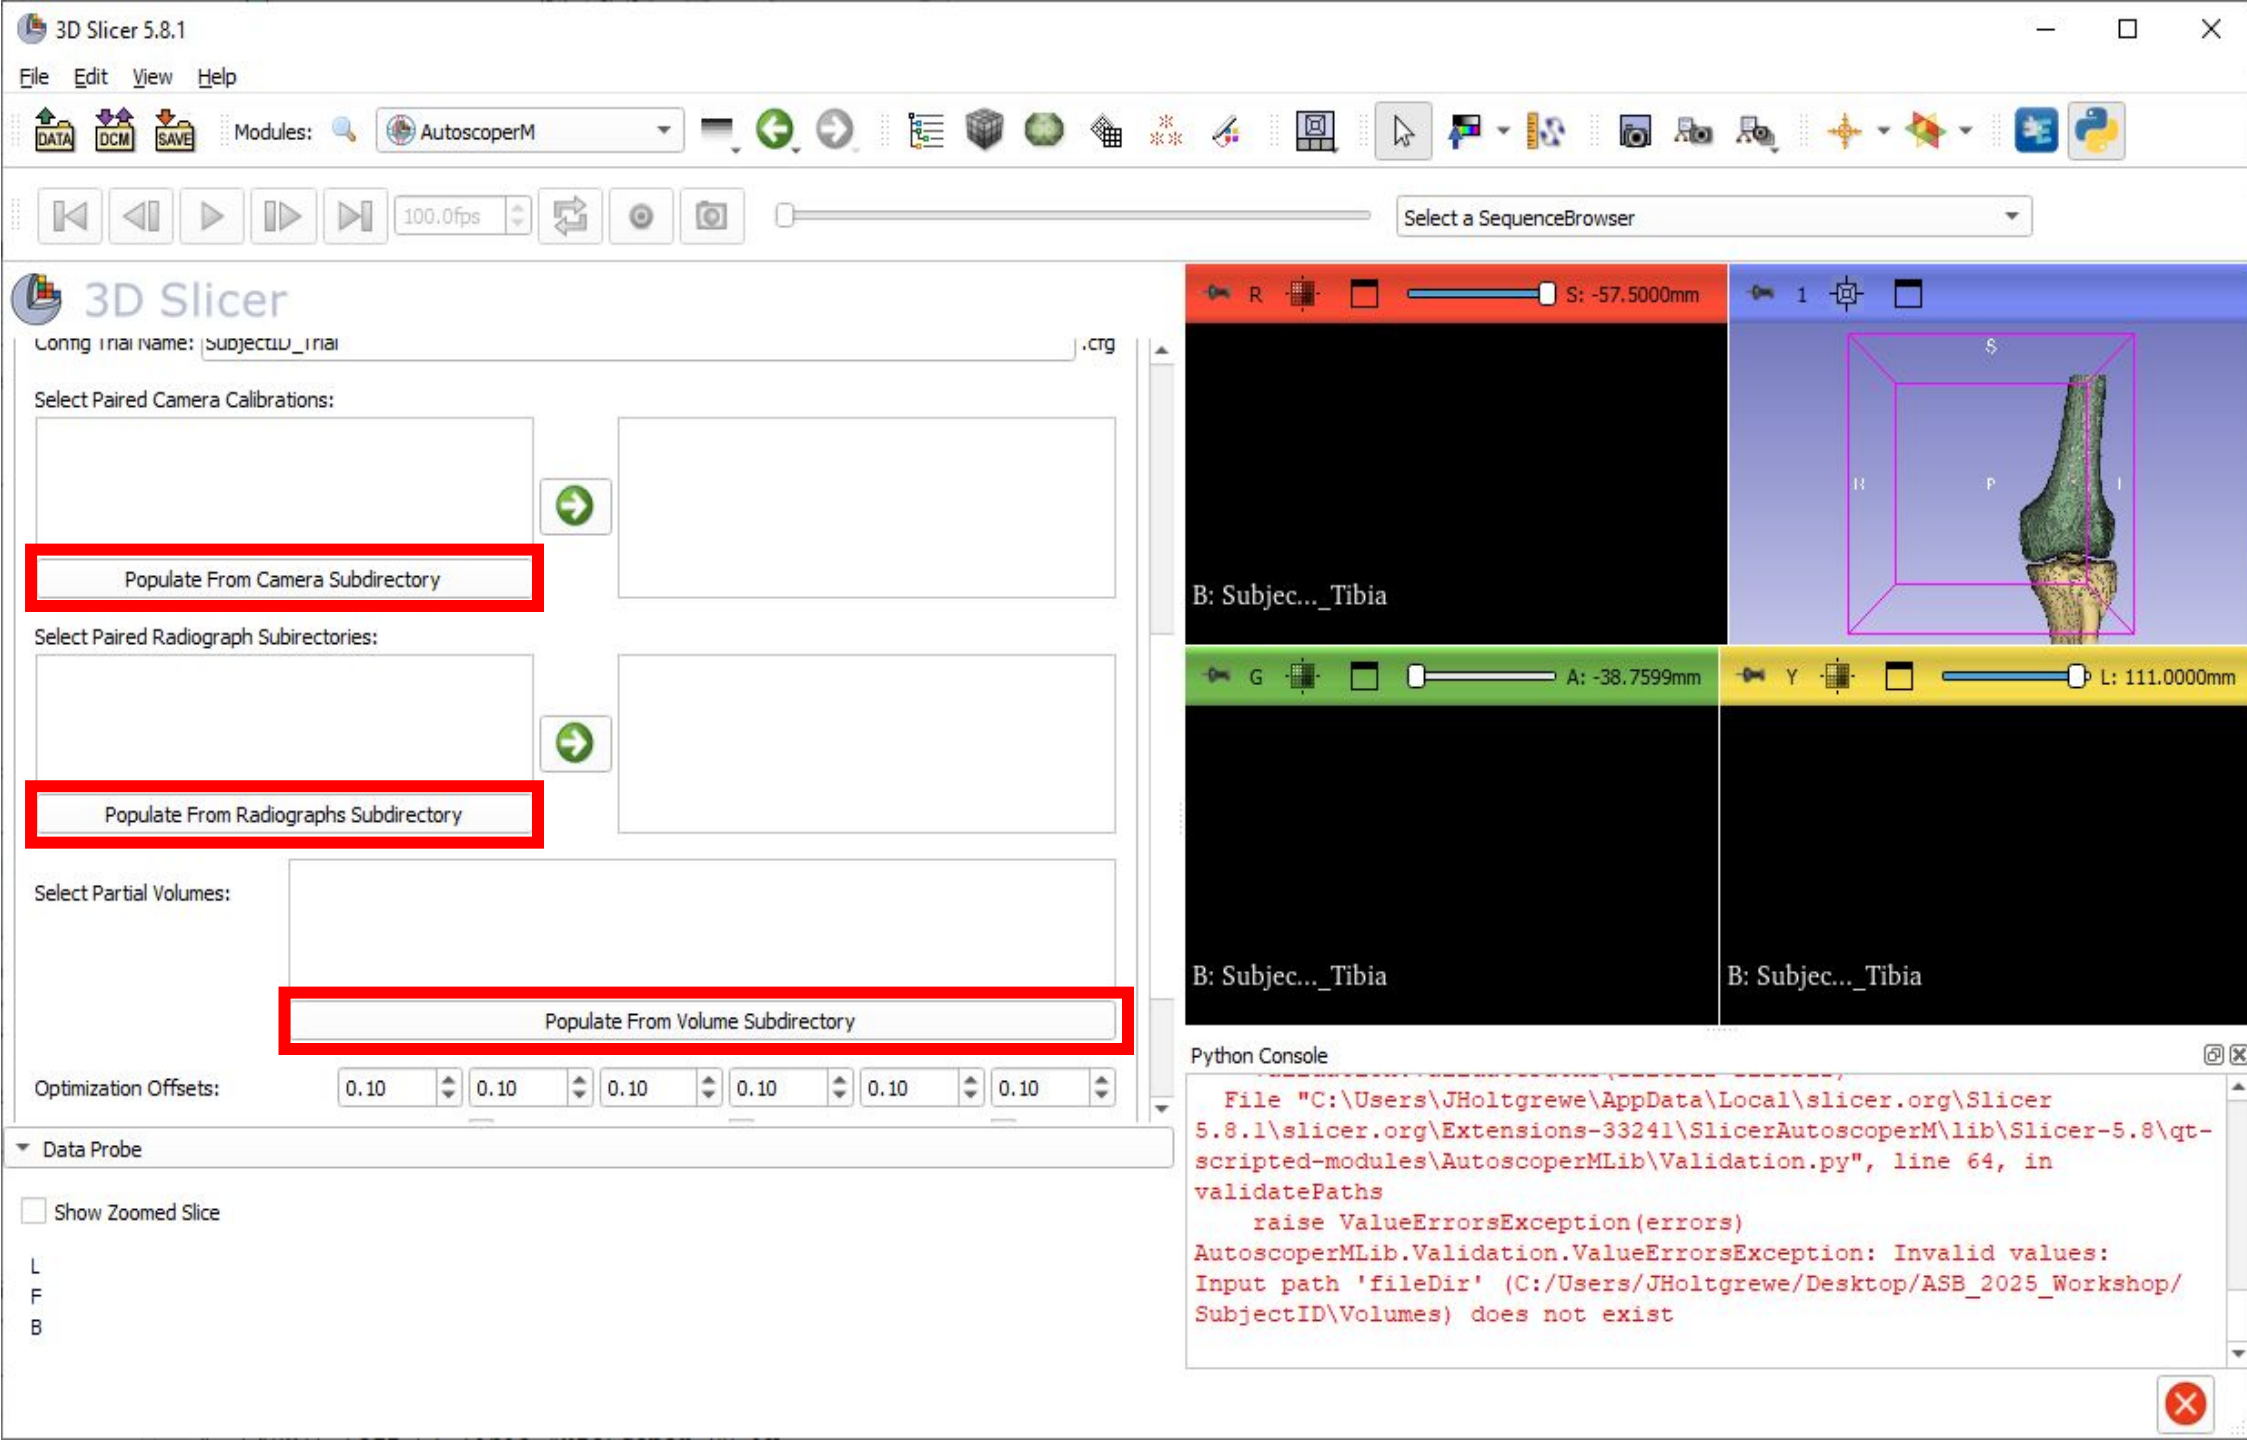 3D Slicer 5.8.1
File Edit View Help
DATA DCM SAVE Modules: AutoscoperM
100.0fps Select a SequenceBrowser
3D Slicer
Config Trial Name: SubjectID_Trial .cfg
Select Paired Camera Calibrations:
Populate From Camera Subdirectory
Select Paired Radiograph Subirectories:
Populate From Radiographs Subdirectory
Select Partial Volumes:
Populate From Volume Subdirectory
Optimization Offsets: 0.10 0.10 0.10 0.10 0.10 0.10
Data Probe
Show Zoomed Slice
L
F
B
R S: -57.5000mm
B: Subjec..._Tibia
1
S
R P L
G A: -38.7599mm
B: Subjec..._Tibia
Y L: 111.0000mm
B: Subjec..._Tibia
Python Console
File "C:\Users\JHoltgrewe\AppData\Local\slicer.org\Slicer
5.8.1\slicer.org\Extensions-33241\SlicerAutoscoperM\lib\Slicer-5.8\qt-
scripted-modules\AutoscoperMLib\Validation.py", line 64, in
validatePaths
raise ValueErrorsException(errors)
AutoscoperMLib.Validation.ValueErrorsException: Invalid values:
Input path 'fileDir' (C:/Users/JHoltgrewe/Desktop/ASB_2025_Workshop/
SubjectID\Volumes) does not exist